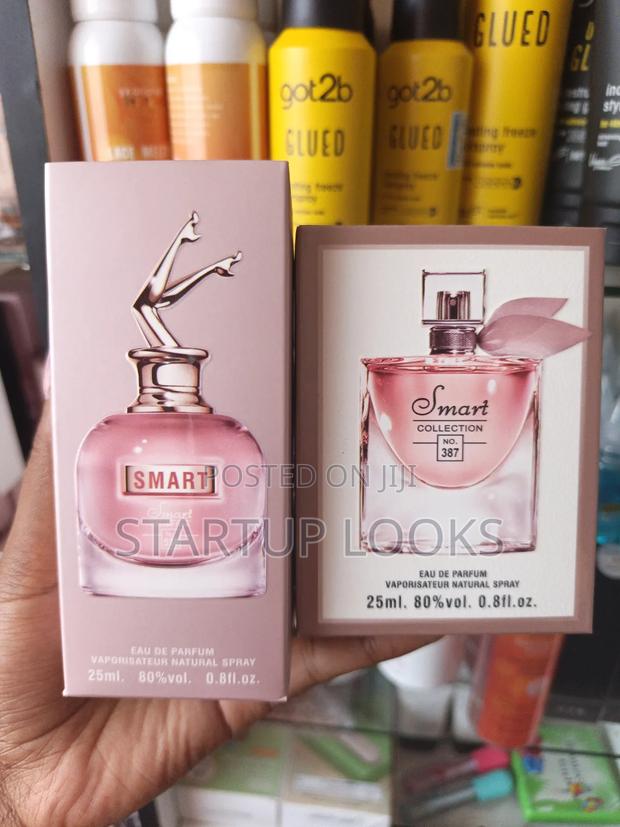 got2b
GLUED
got2b
GLUED
GLUED
SMART
Smart
EAU DE PARFUM
VAPORISATEUR NATURAL SPRAY
25ml. 80%vol. 0.8fl.oz.
Smart
COLLECTION
NO.
387
EAU DE PARFUM
VAPORISATEUR NATURAL SPRAY
25ml. 80%vol. 0.8fl.oz.
POSTED ON JIJI
STARTUP LOOKS